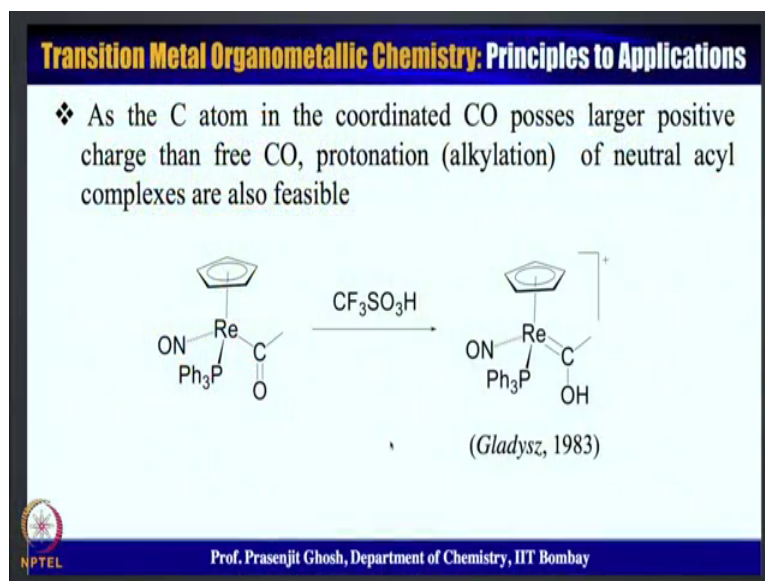 Transition Metal Organometallic Chemistry: Principles to Applications
❖ As the C atom in the coordinated CO posses larger positive
charge than free CO, protonation (alkylation) of neutral acyl
complexes are also feasible
CF₃SO₃H
+
ON Re C
Ph₃P O
ON Re C
Ph₃P OH
(Gladysz, 1983)
NPTEL
Prof. Prasenjit Ghosh, Department of Chemistry, IIT Bombay